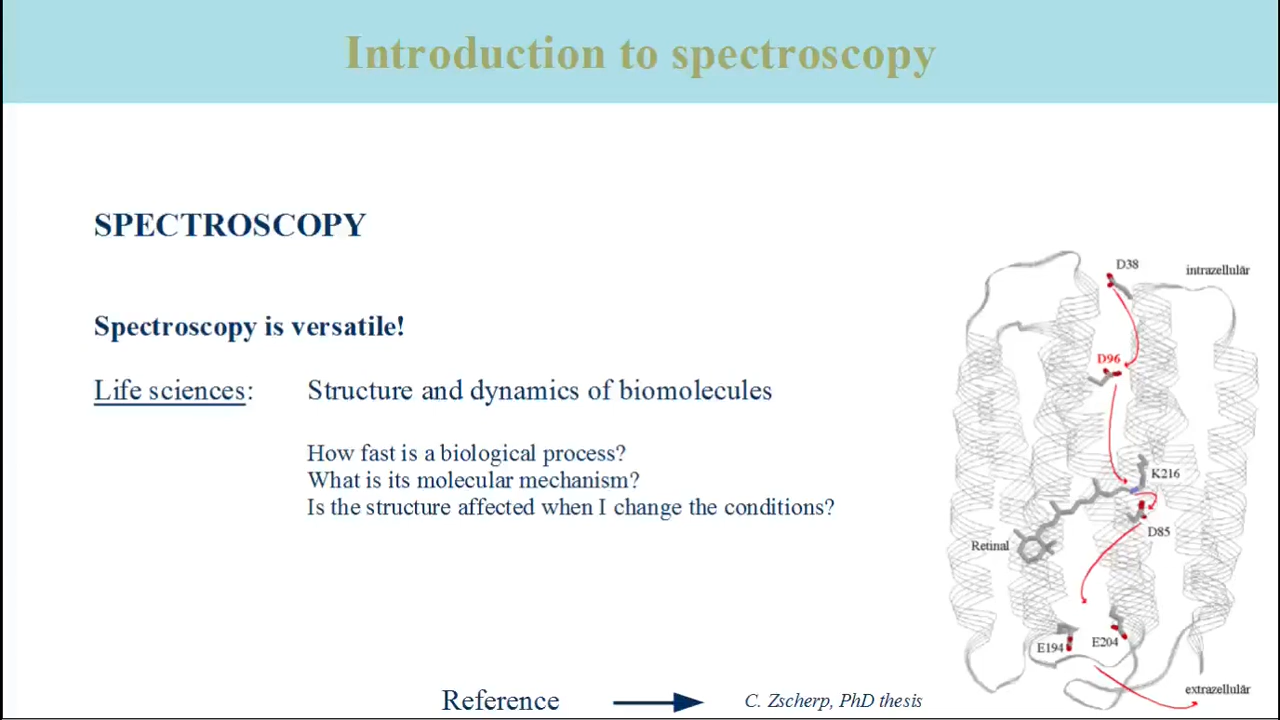 Introduction to spectroscopy
SPECTROSCOPY
Spectroscopy is versatile!
Life sciences: Structure and dynamics of biomolecules
How fast is a biological process?
What is its molecular mechanism?
Is the structure affected when I change the conditions?
D38
intrazellulär
D96
K216
D85
Retinal
E194
E204
extrazellulär
Reference
C. Zscherp, PhD thesis